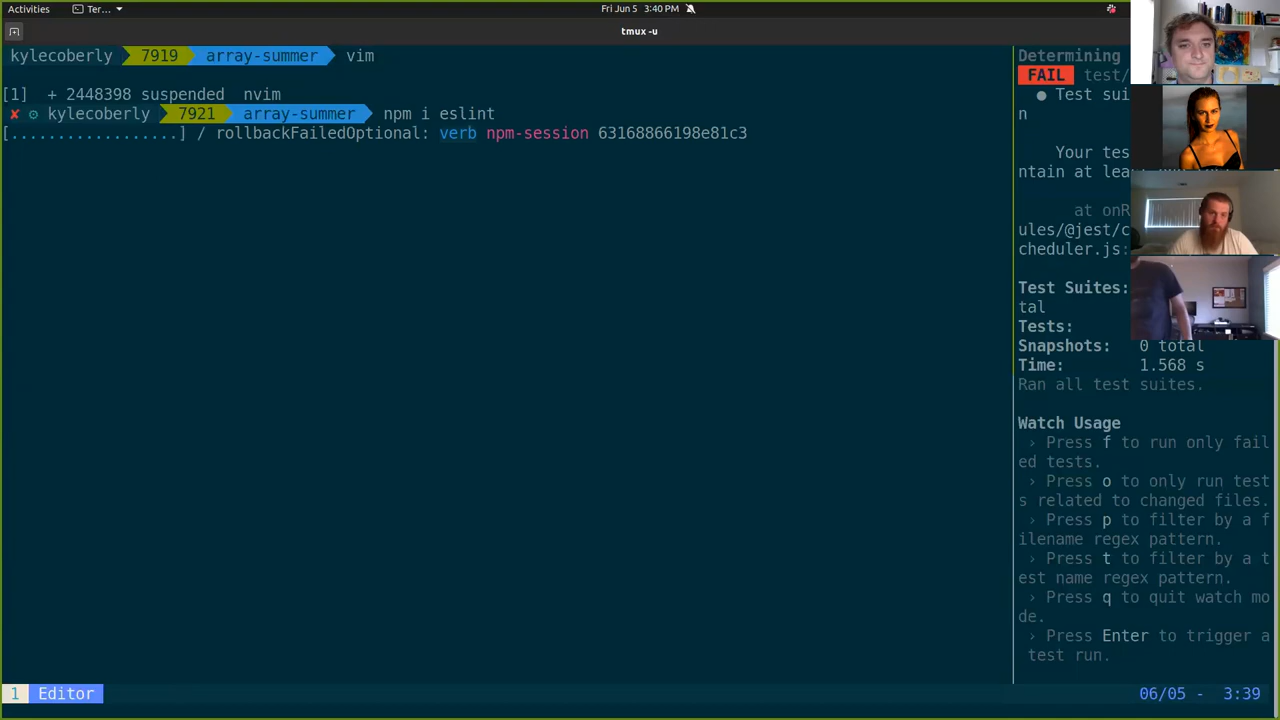 Activities
Ter...
Fri Jun 5 3:40 PM
tmux -u
kylecoberly 7919 array-summer vim
[1] + 2448398 suspended nvim
✘ ⚙ kylecoberly 7921 array-summer npm i eslint
[..................] / rollbackFailedOptional: verb npm-session 63168866198e81c3
Determining
FAIL test/
● Test sui
n
Your tes
ntain at lea
at onR
ules/@jest/c
cheduler.js:
Test Suites:
tal
Tests:
Snapshots: 0 total
Time: 1.568 s
Ran all test suites.
Watch Usage
› Press f to run only fail
ed tests.
› Press o to only run test
s related to changed files.
› Press p to filter by a f
ilename regex pattern.
› Press t to filter by a t
est name regex pattern.
› Press q to quit watch mo
de.
› Press Enter to trigger a
test run.
1 Editor
06/05 - 3:39